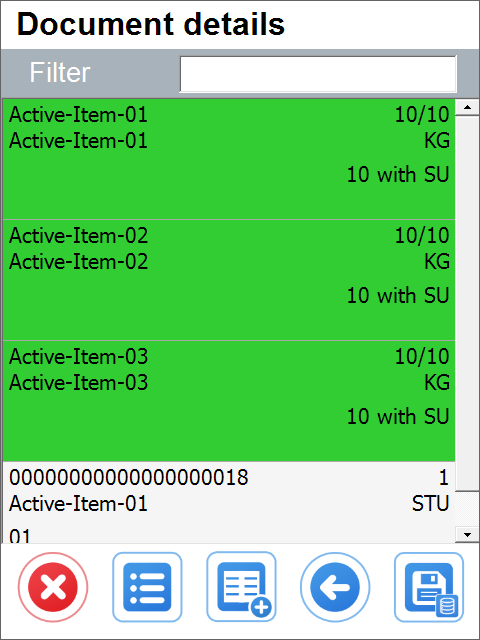 Document details
Filter
Active-Item-01 10/10
Active-Item-01 KG
10 with SU
Active-Item-02 10/10
Active-Item-02 KG
10 with SU
Active-Item-03 10/10
Active-Item-03 KG
10 with SU
00000000000000000018 1
Active-Item-01 STU
01